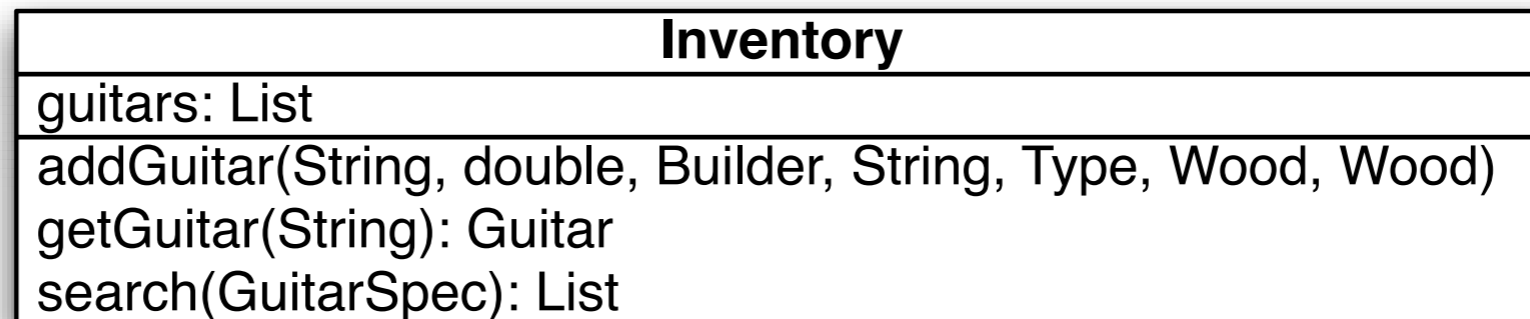 Inventory
guitars: List
addGuitar(String, double, Builder, String, Type, Wood, Wood)
getGuitar(String): Guitar
search(GuitarSpec): List